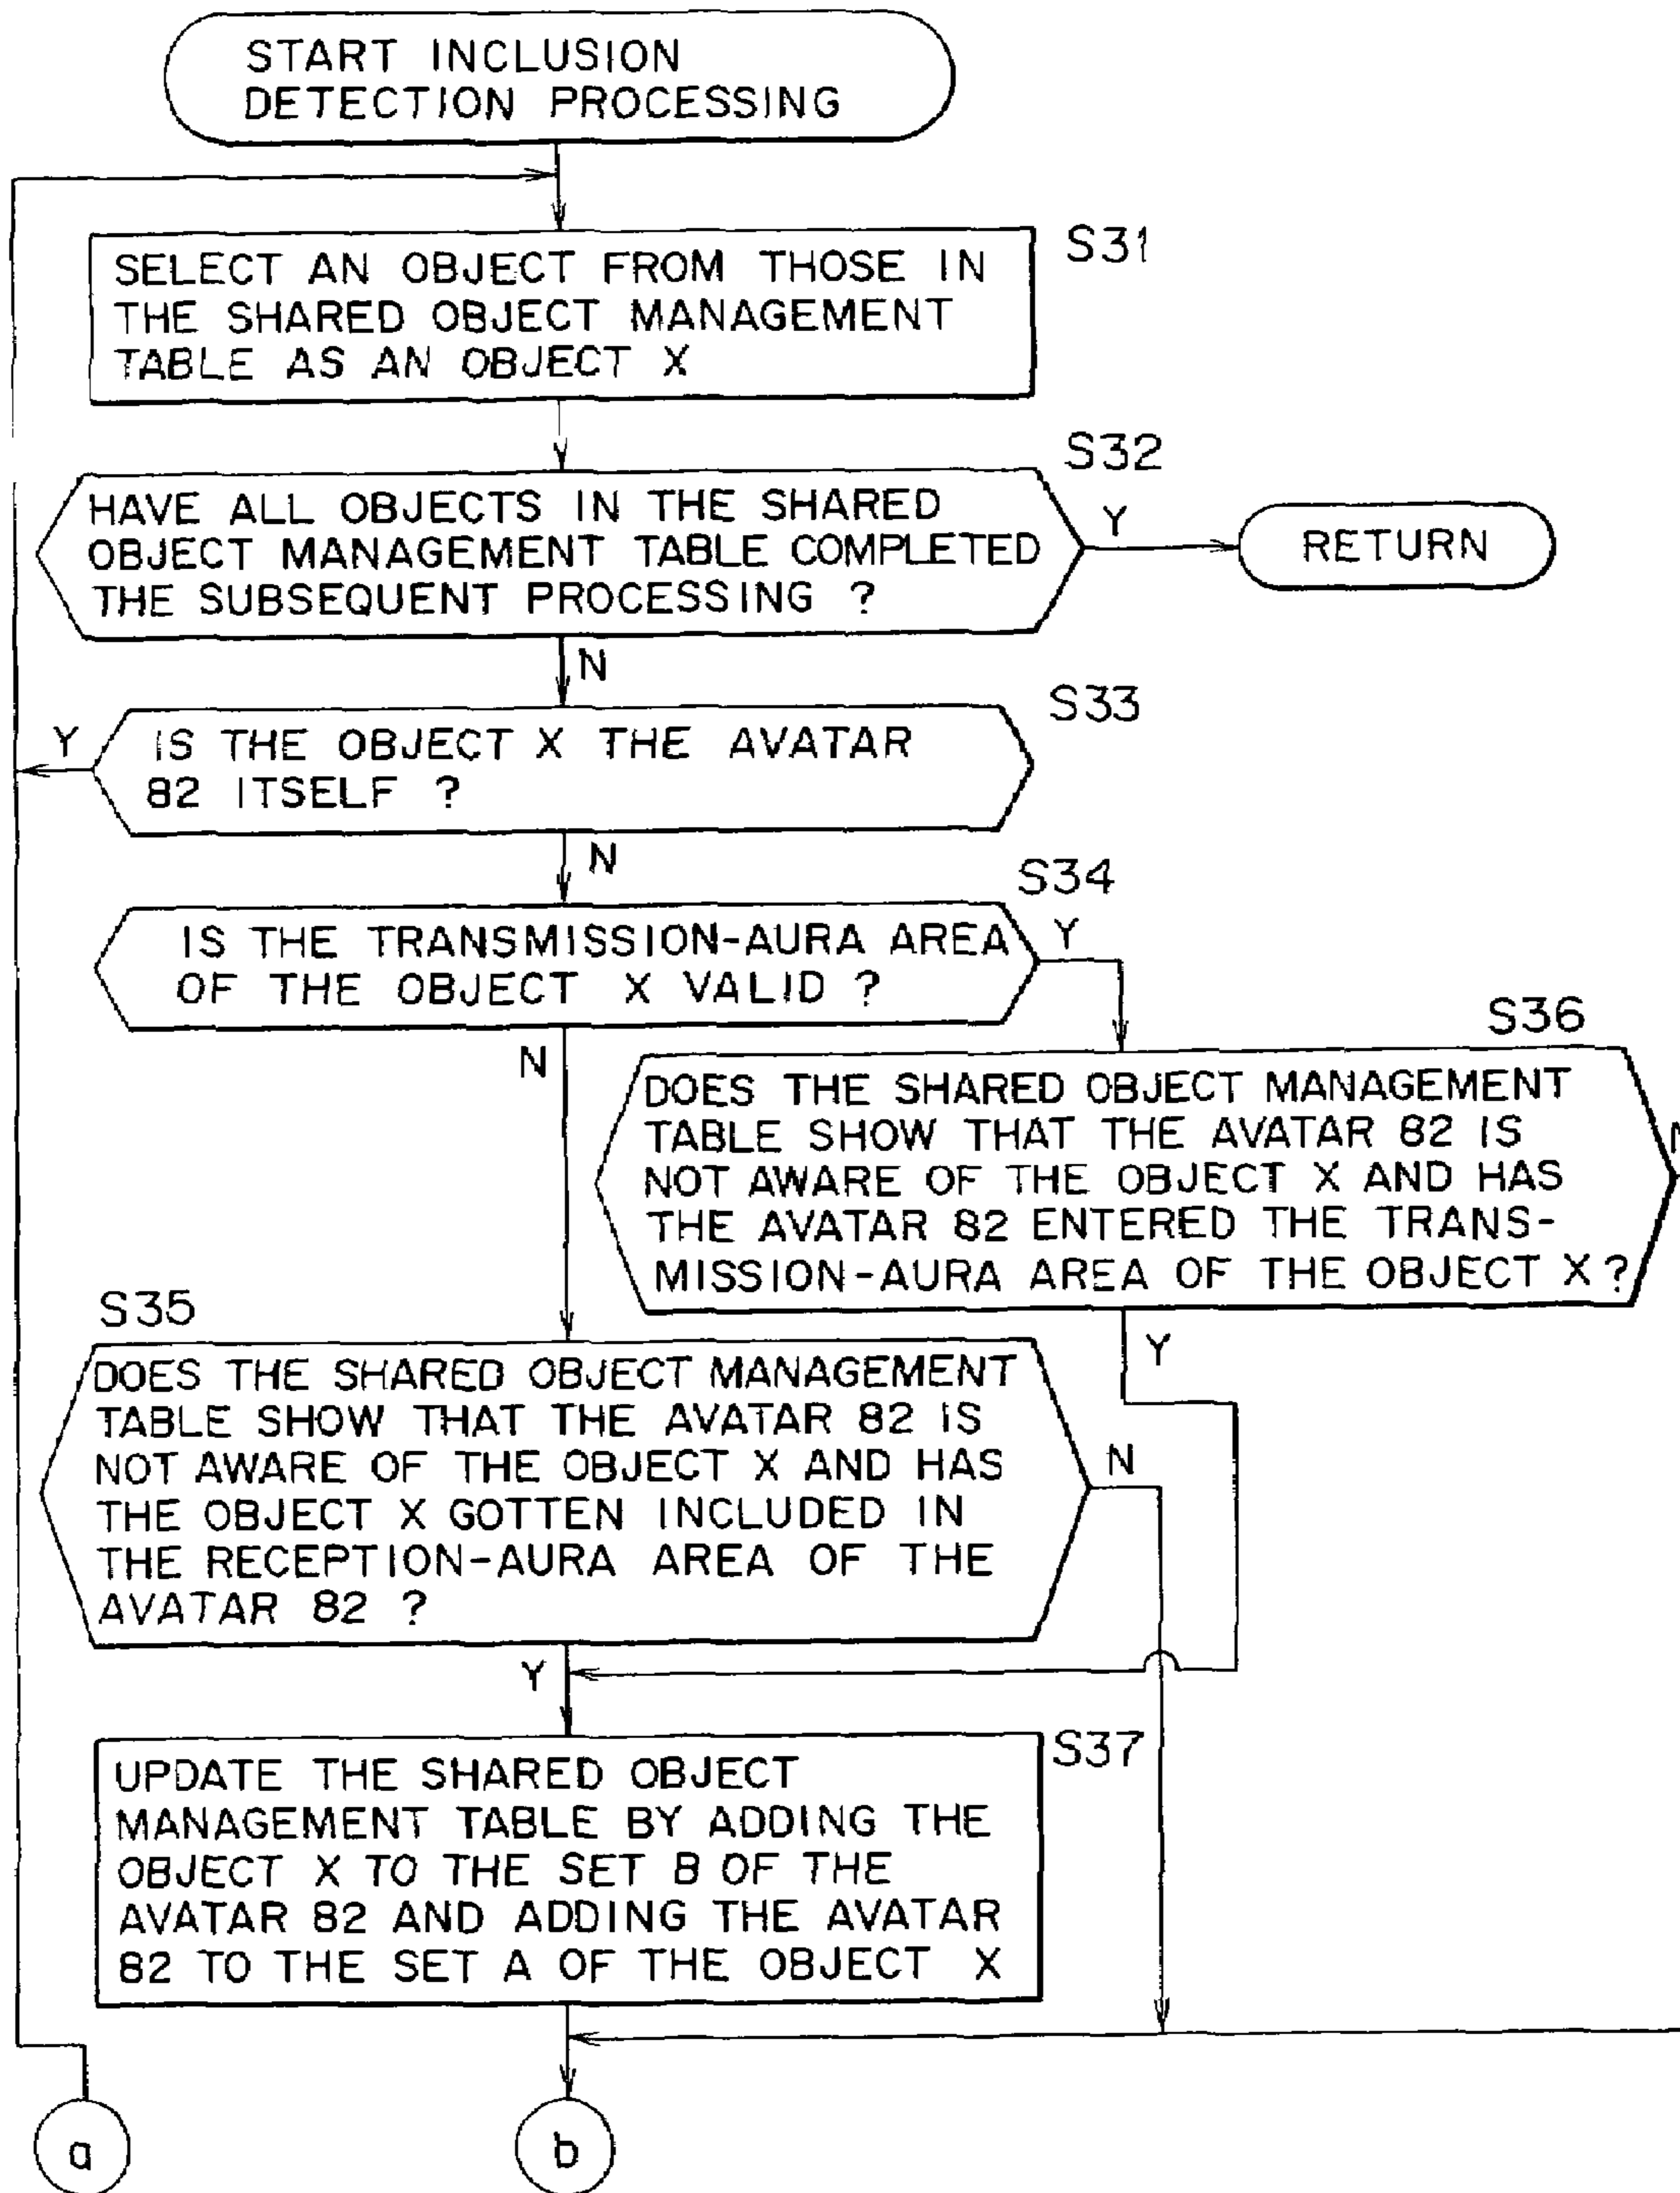 START INCLUSION
DETECTION PROCESSING
S31
SELECT AN OBJECT FROM THOSE IN
THE SHARED OBJECT MANAGEMENT
TABLE AS AN OBJECT X
S32
HAVE ALL OBJECTS IN THE SHARED
OBJECT MANAGEMENT TABLE COMPLETED
THE SUBSEQUENT PROCESSING ?
Y
RETURN
N
S33
Y
IS THE OBJECT X THE AVATAR
82 ITSELF ?
N
S34
IS THE TRANSMISSION-AURA AREA
OF THE OBJECT X VALID ?
Y
N
S36
DOES THE SHARED OBJECT MANAGEMENT
TABLE SHOW THAT THE AVATAR 82 IS
NOT AWARE OF THE OBJECT X AND HAS
THE AVATAR 82 ENTERED THE TRANS-
MISSION-AURA AREA OF THE OBJECT X?
N
Y
S35
DOES THE SHARED OBJECT MANAGEMENT
TABLE SHOW THAT THE AVATAR 82 IS
NOT AWARE OF THE OBJECT X AND HAS
THE OBJECT X GOTTEN INCLUDED IN
THE RECEPTION-AURA AREA OF THE
AVATAR 82 ?
N
Y
S37
UPDATE THE SHARED OBJECT
MANAGEMENT TABLE BY ADDING THE
OBJECT X TO THE SET B OF THE
AVATAR 82 AND ADDING THE AVATAR
82 TO THE SET A OF THE OBJECT X
a
b